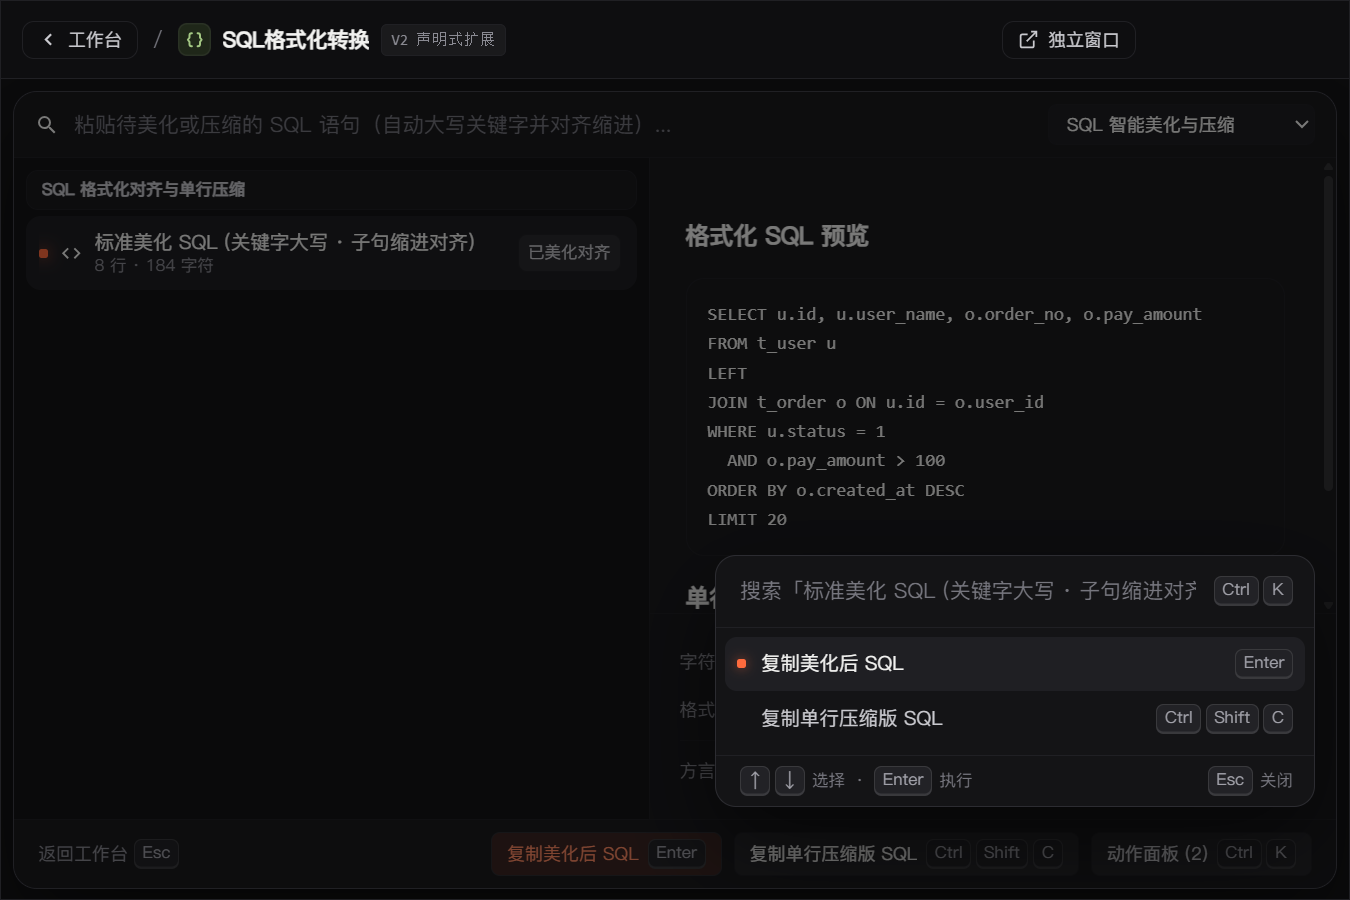 工作台
/
SQL格式化转换
V2 声明式扩展
独立窗口
粘贴待美化或压缩的 SQL 语句（自动大写关键字并对齐缩进）...
SQL 智能美化与压缩
SQL 格式化对齐与单行压缩
标准美化 SQL (关键字大写 · 子句缩进对齐)
8 行 · 184 字符
已美化对齐
格式化 SQL 预览
SELECT u.id, u.user_name, o.order_no, o.pay_amount
FROM t_user u
LEFT
JOIN t_order o ON u.id = o.user_id
WHERE u.status = 1
  AND o.pay_amount > 100
ORDER BY o.created_at DESC
LIMIT 20
单行
字符
格式
方言
搜索「标准美化 SQL (关键字大写 · 子句缩进对齐
Ctrl K
复制美化后 SQL Enter
复制单行压缩版 SQL Ctrl Shift C
↑ ↓ 选择 · Enter 执行
Esc 关闭
返回工作台 Esc
复制美化后 SQL Enter
复制单行压缩版 SQL Ctrl Shift C
动作面板 (2) Ctrl K